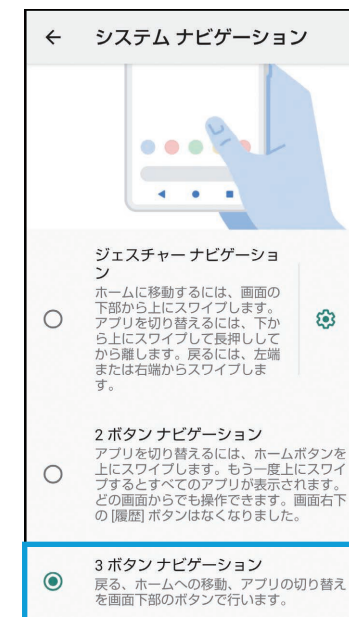 システム ナビゲーション
ジェスチャー ナビゲーショ
ン
ホームに移動するには、画面の
下部から上にスワイプします。
アプリを切り替えるには、下か
ら上にスワイプして長押しして
から離します。戻るには、左端
または右端からスワイプしま
す。
2 ボタン ナビゲーション
アプリを切り替えるには、ホームボタンを
上にスワイプします。もう一度上にスワイ
プするとすべてのアプリが表示されます。
どの画面からでも操作できます。画面右下
の [履歴] ボタンはなくなりました。
3 ボタン ナビゲーション
戻る、ホームへの移動、アプリの切り替え
を画面下部のボタンで行います。